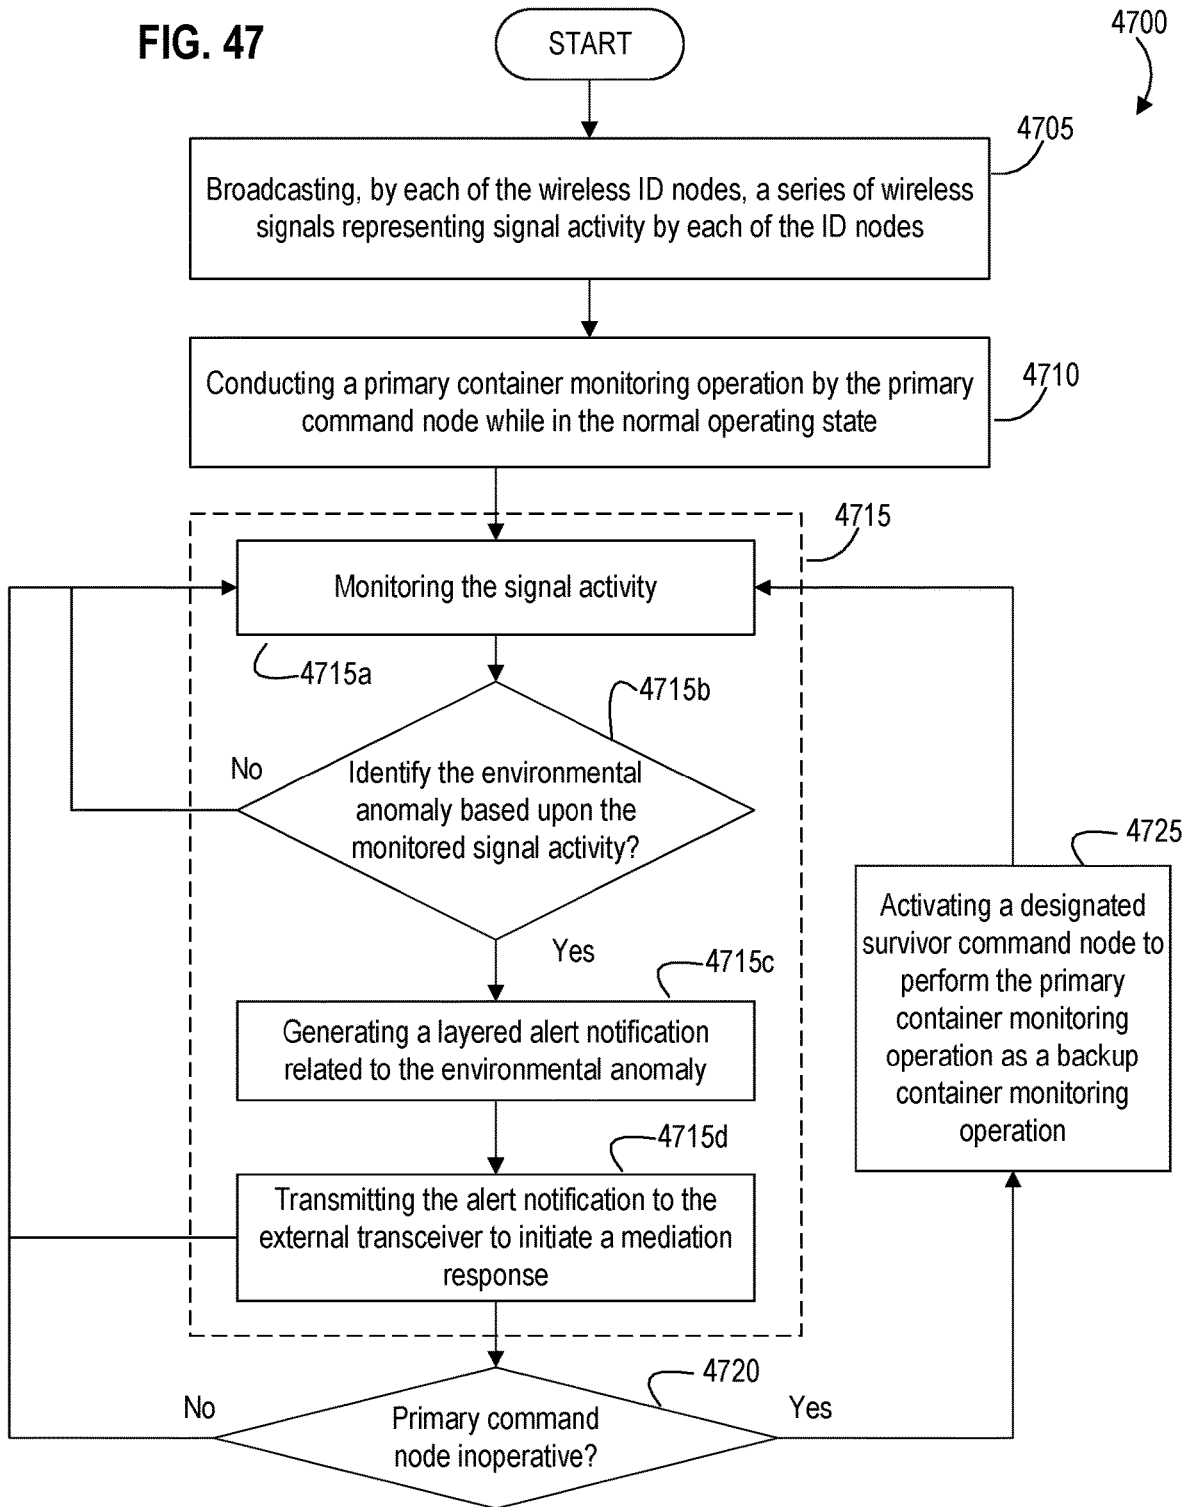 FIG. 47
START
4700
4705
Broadcasting, by each of the wireless ID nodes, a series of wireless
signals representing signal activity by each of the ID nodes
Conducting a primary container monitoring operation by the primary
command node while in the normal operating state
4710
4715
Monitoring the signal activity
4715a
4715b
No
Identify the environmental
anomaly based upon the
monitored signal activity?
Yes
4715c
Generating a layered alert notification
related to the environmental anomaly
4715d
Transmitting the alert notification to the
external transceiver to initiate a mediation
response
4725
Activating a designated
survivor command node to
perform the primary
container monitoring
operation as a backup
container monitoring
operation
4720
No
Primary command
node inoperative?
Yes